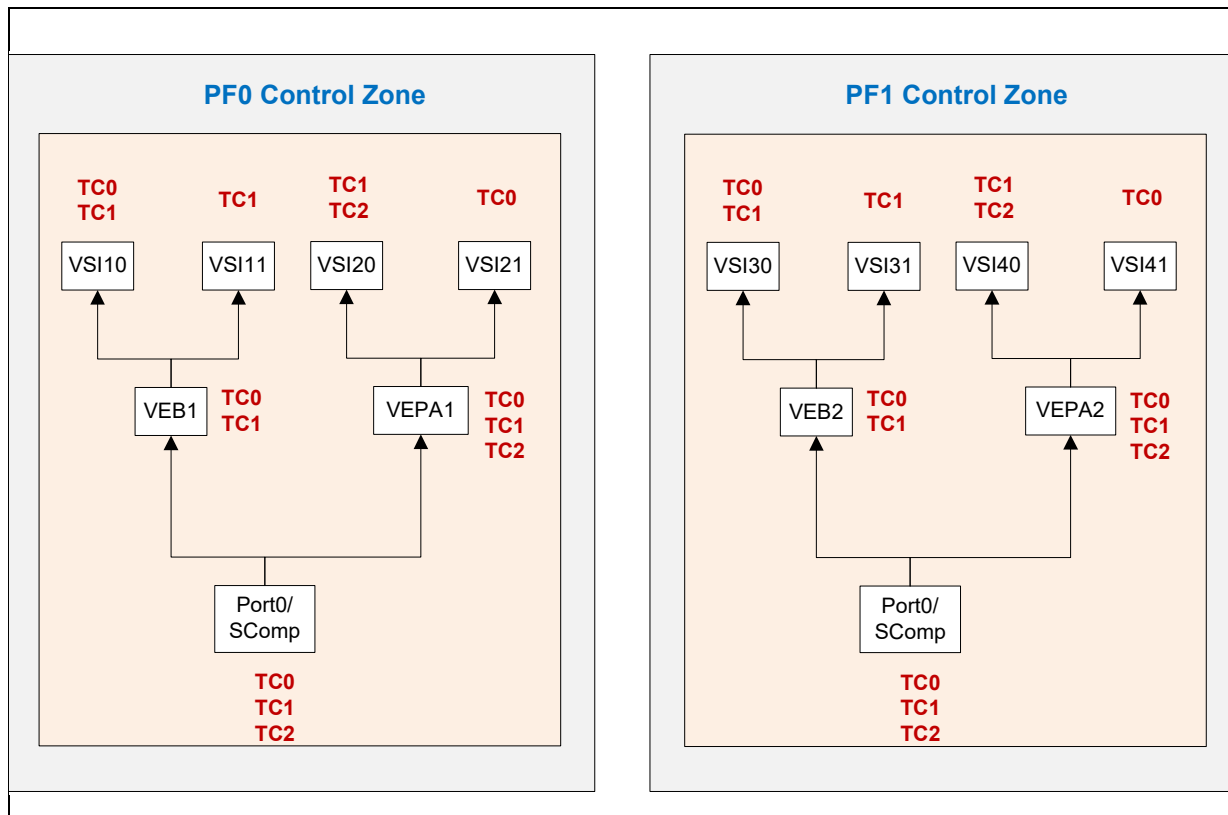 PF0 Control Zone
TC0
TC1
TC1
TC1
TC2
TC0
VSI10
VSI11
VSI20
VSI21
VEB1
TC0
TC1
VEPA1
TC0
TC1
TC2
Port0/
SComp
TC0
TC1
TC2
PF1 Control Zone
TC0
TC1
TC1
TC1
TC2
TC0
VSI30
VSI31
VSI40
VSI41
VEB2
TC0
TC1
VEPA2
TC0
TC1
TC2
Port0/
SComp
TC0
TC1
TC2